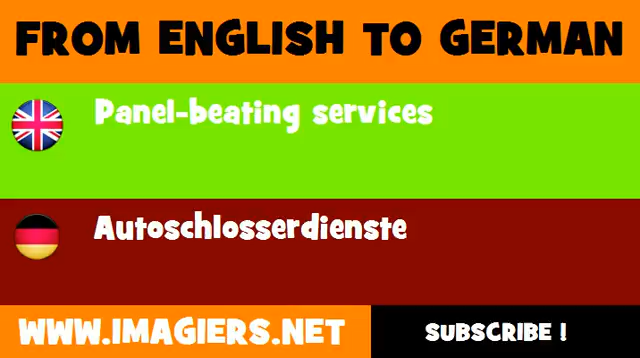 FROM ENGLISH TO GERMAN
Panel-beating services
Autoschlosserdienste
WWW.IMAGIERS.NET
SUBSCRIBE !